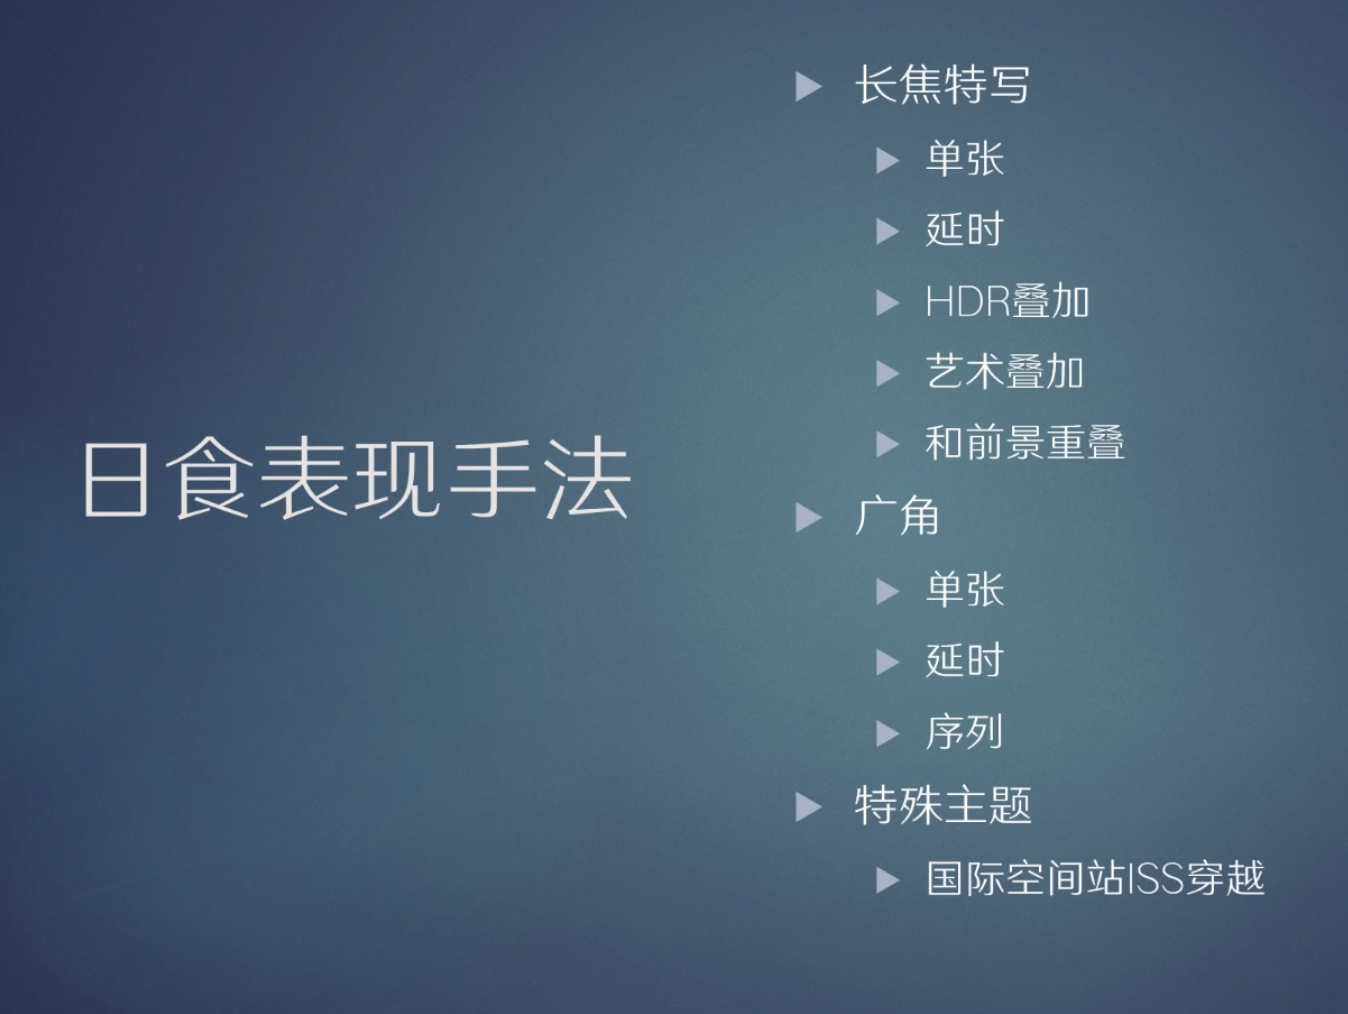 日食表现手法
长焦特写
单张
延时
HDR叠加
艺术叠加
和前景重叠
广角
单张
延时
序列
特殊主题
国际空间站ISS穿越